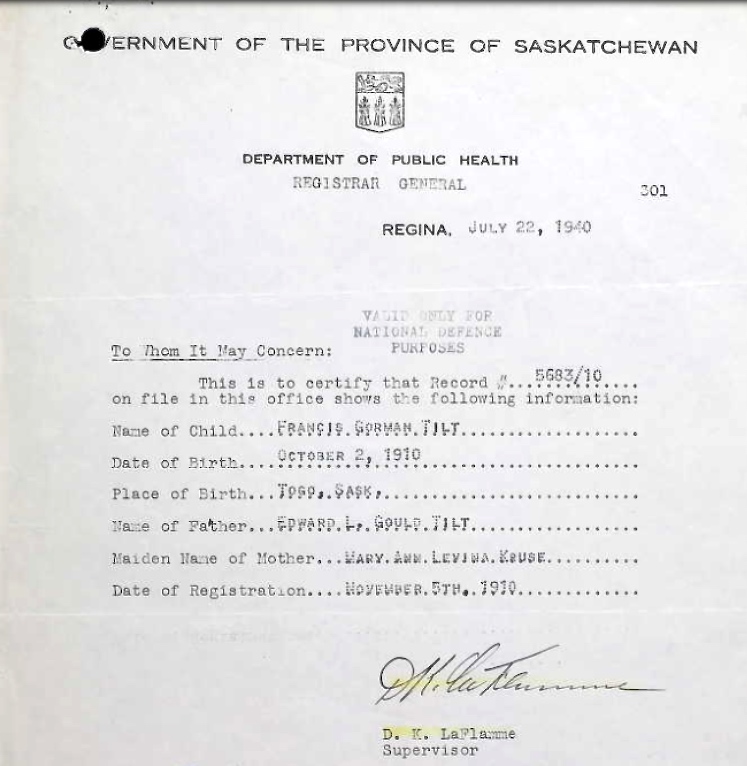 GOVERNMENT OF THE PROVINCE OF SASKATCHEWAN
DEPARTMENT OF PUBLIC HEALTH
REGISTRAR GENERAL
301
REGINA, JULY 22, 1940
VALID ONLY FOR
NATIONAL DEFENCE
PURPOSES
To Whom It May Concern:
This is to certify that Record #...5683/10....
on file in this office shows the following information:
Name of Child....FRANCIS.GORMAN.TILT...................
Date of Birth....OCTOBER 2, 1910......................
Place of Birth...TOGO,.SASK,...........................
Name of Father...EDWARD.L..GOULD.TILT..................
Maiden Name of Mother...MARY.ANN.LEVINA.KRUSE..........
Date of Registration....NOVEMBER.5TH,.1910.............
D.K. LaFlamme
D. K. LaFlamme
Supervisor